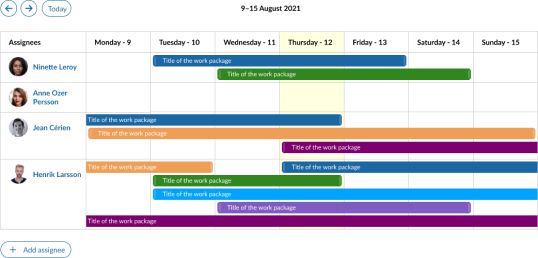 Today
9–15 August 2021
Assignees
Monday - 9
Tuesday - 10
Wednesday - 11
Thursday - 12
Friday - 13
Saturday - 14
Sunday - 15
Ninette Leroy
Title of the work package
Title of the work package
Anne Ozer
Persson
Jean Cérien
Title of the work package
Title of the work package
Title of the work package
Henrik Larsson
Title of the work package
Title of the work package
Title of the work package
Title of the work package
Title of the work package
Title of the work package
+ Add assignee